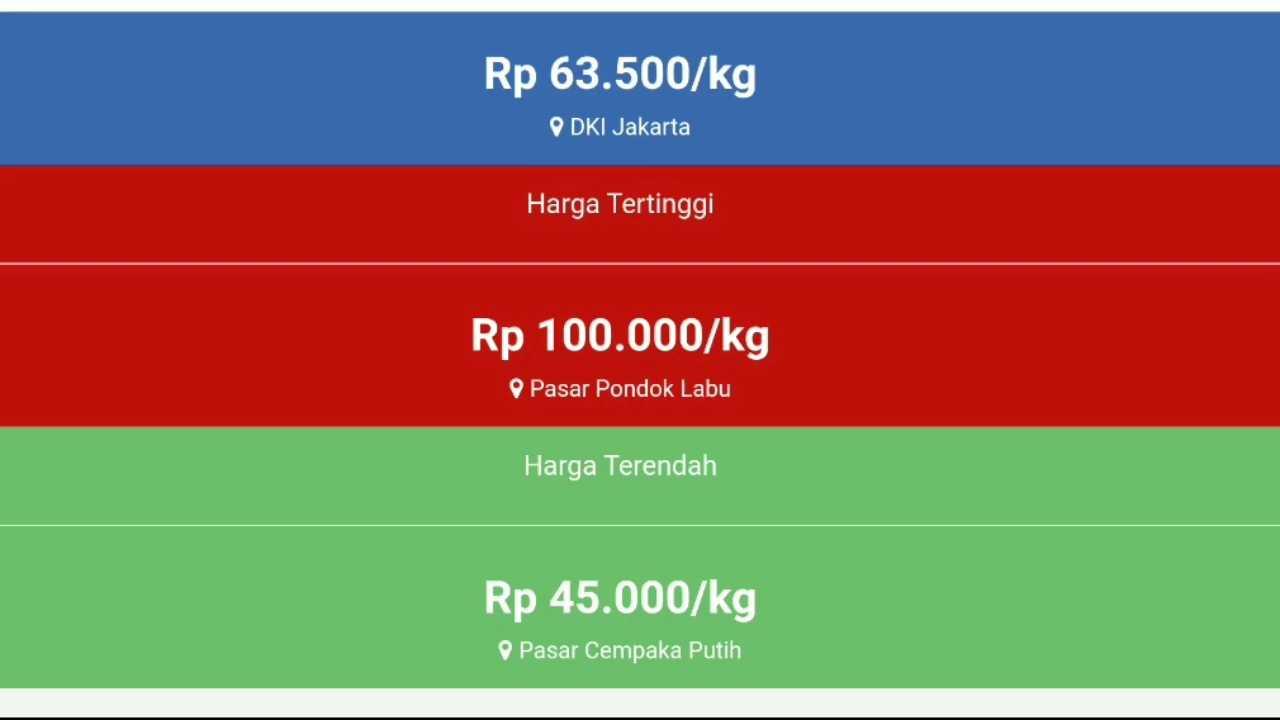 Rp 63.500/kg
DKI Jakarta
Harga Tertinggi
Rp 100.000/kg
Pasar Pondok Labu
Harga Terendah
Rp 45.000/kg
Pasar Cempaka Putih